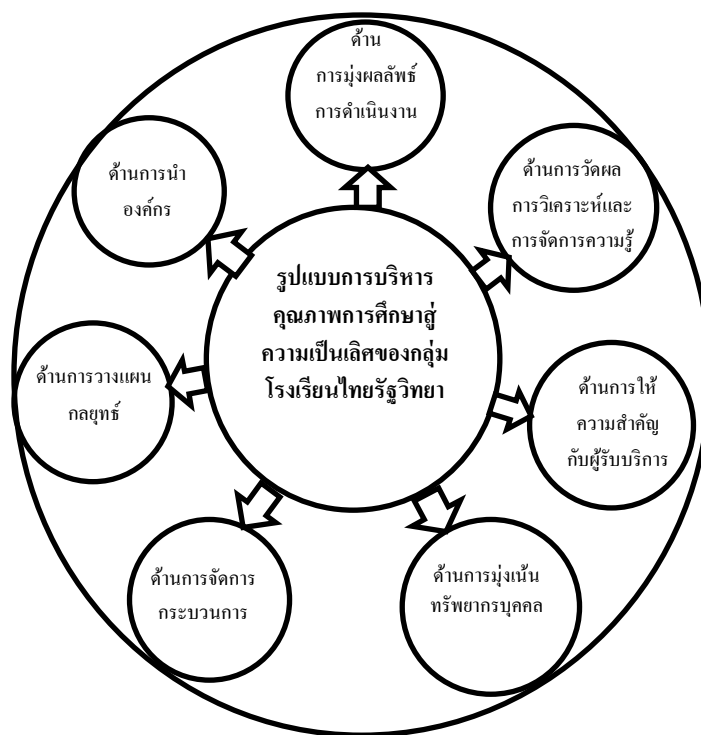 ด้าน
การมุ่งผลลัพธ์
การดำเนินงาน
ด้านการนำ
องค์กร
ด้านการวัดผล
การวิเคราะห์และ
การจัดการความรู้
รูปแบบการบริหาร
คุณภาพการศึกษาสู่
ความเป็นเลิศของกลุ่ม
โรงเรียนไทยรัฐวิทยา
ด้านการวางแผน
กลยุทธ์
ด้านการให้
ความสำคัญ
กับผู้รับบริการ
ด้านการจัดการ
กระบวนการ
ด้านการมุ่งเน้น
ทรัพยากรบุคคล